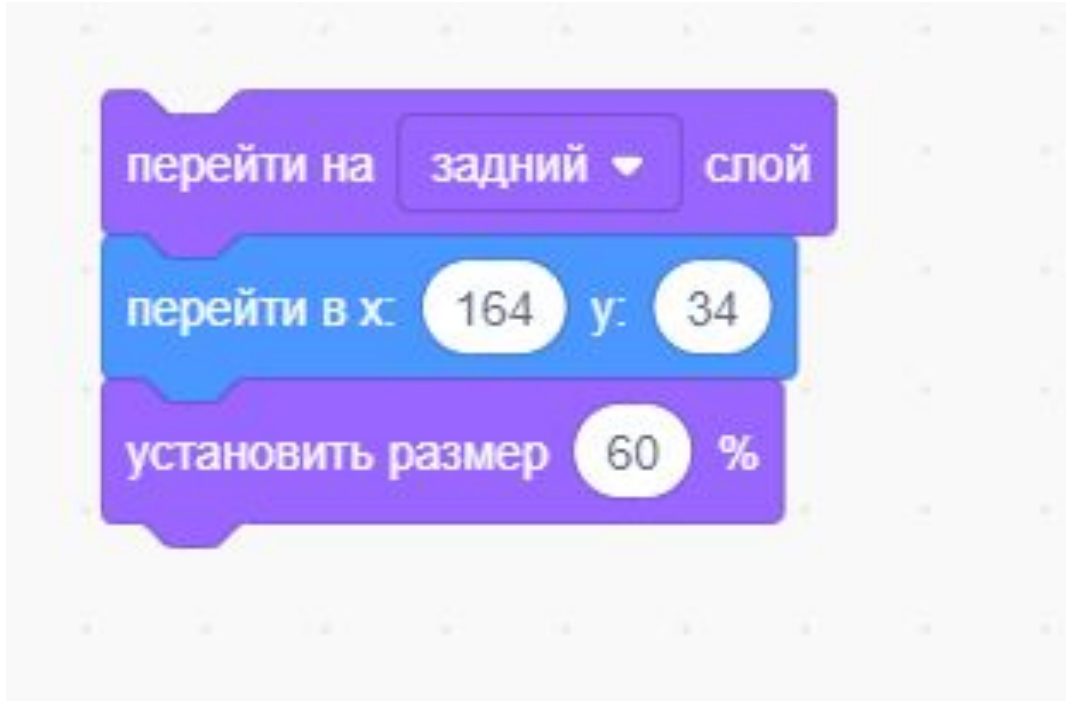 перейти на задний слой
перейти в х: 164 у: 34
установить размер 60 %